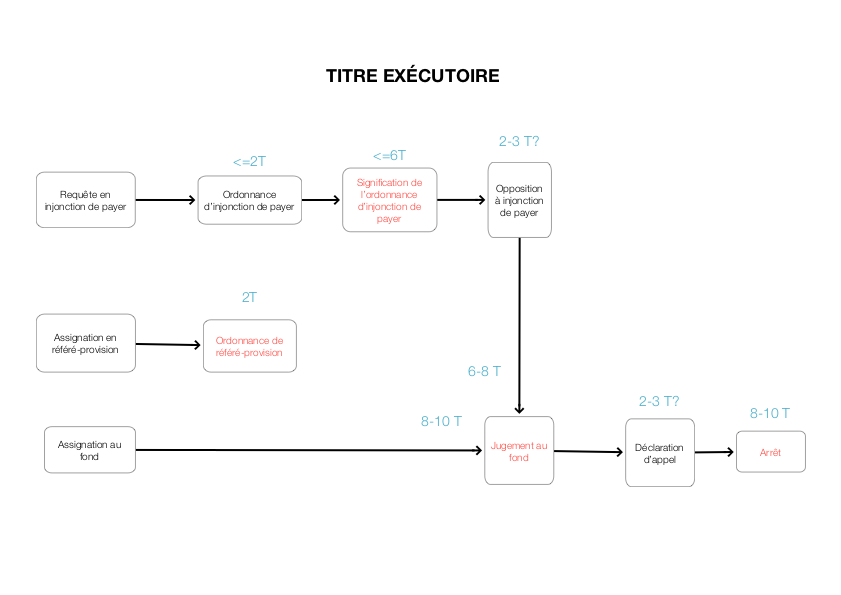 TITRE EXÉCUTOIRE
2-3 T?
<=2T
<=6T
Requête en
injonction de payer
Ordonnance
d'injonction de payer
Signification de
l'ordonnance
d'injonction de
payer
Opposition
à injonction
de payer
2T
Assignation en
référé-provision
Ordonnance de
référé-provision
6-8 T
8-10 T
2-3 T?
8-10 T
Assignation au
fond
Jugement au
fond
Déclaration
d'appel
Arrêt